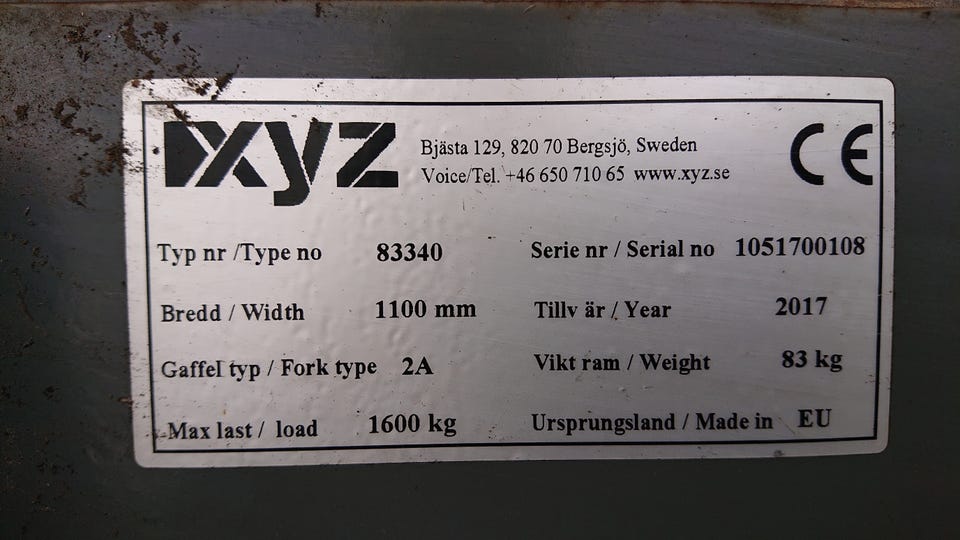 xyz
Bjästa 129, 820 70 Bergsjö, Sweden
Voice/Tel. +46 650 710 65 www.xyz.se
CE
Typ nr /Type no 83340 Serie nr / Serial no 1051700108
Bredd / Width 1100 mm Tillv är / Year 2017
Gaffel typ / Fork type 2A Vikt ram / Weight 83 kg
Max last / load 1600 kg Ursprungsland / Made in EU